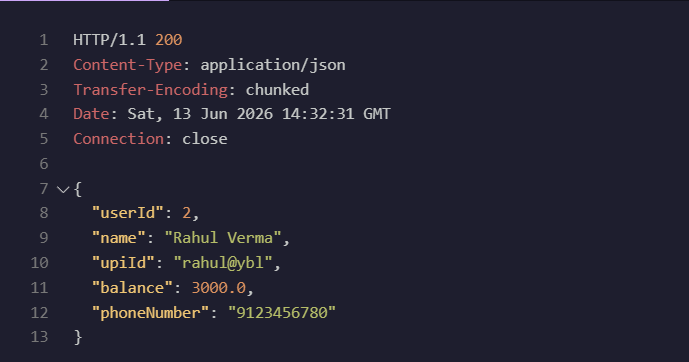 1 HTTP/1.1 200
2 Content-Type: application/json
3 Transfer-Encoding: chunked
4 Date: Sat, 13 Jun 2026 14:32:31 GMT
5 Connection: close
6
7 {
8 "userId": 2,
9 "name": "Rahul Verma",
10 "upiId": "rahul@ybl",
11 "balance": 3000.0,
12 "phoneNumber": "9123456780"
13 }